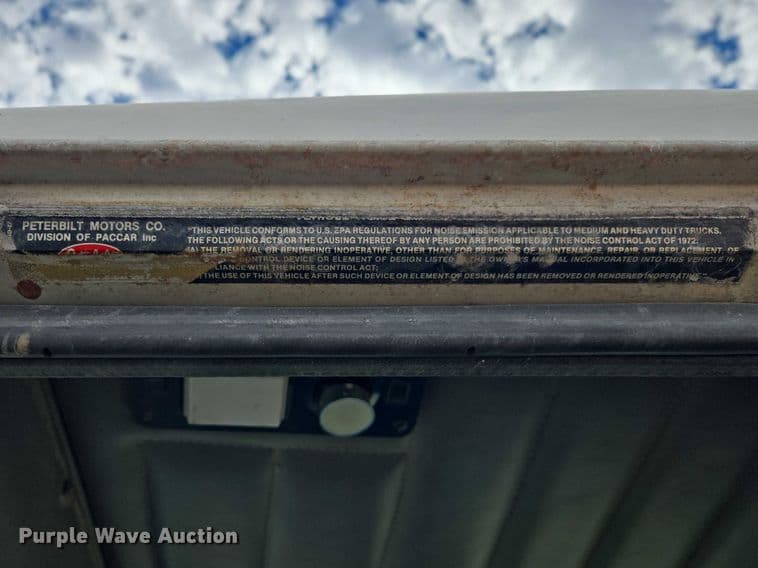 PETERBILT MOTORS CO.
DIVISION OF PACCAR Inc
"THIS VEHICLE CONFORMS TO U.S. EPA REGULATIONS FOR NOISE EMISSION APPLICABLE TO MEDIUM AND HEAVY DUTY TRUCKS.
THE FOLLOWING ACTS OR THE CAUSING THEREOF BY ANY PERSON ARE PROHIBITED BY THE NOISE CONTROL ACT OF 1972:
A) THE REMOVAL OR RENDERING INOPERATIVE, OTHER THAN FOR PURPOSES OF MAINTENANCE, REPAIR, OR REPLACEMENT, OF
CONTROL DEVICE OR ELEMENT OF DESIGN LISTED IN THE OWNER'S MANUAL INCORPORATED INTO THIS VEHICLE IN
LIANCE WITH THE NOISE CONTROL ACT;
THE USE OF THIS VEHICLE AFTER SUCH DEVICE OR ELEMENT OF DESIGN HAS BEEN REMOVED OR RENDERED INOPERATIVE
Purple Wave Auction